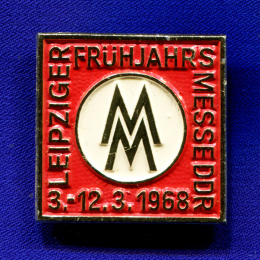 LEIPZIGER
FRÜHJAHRS
MESSE DDR
MM
3.-12.3.1968